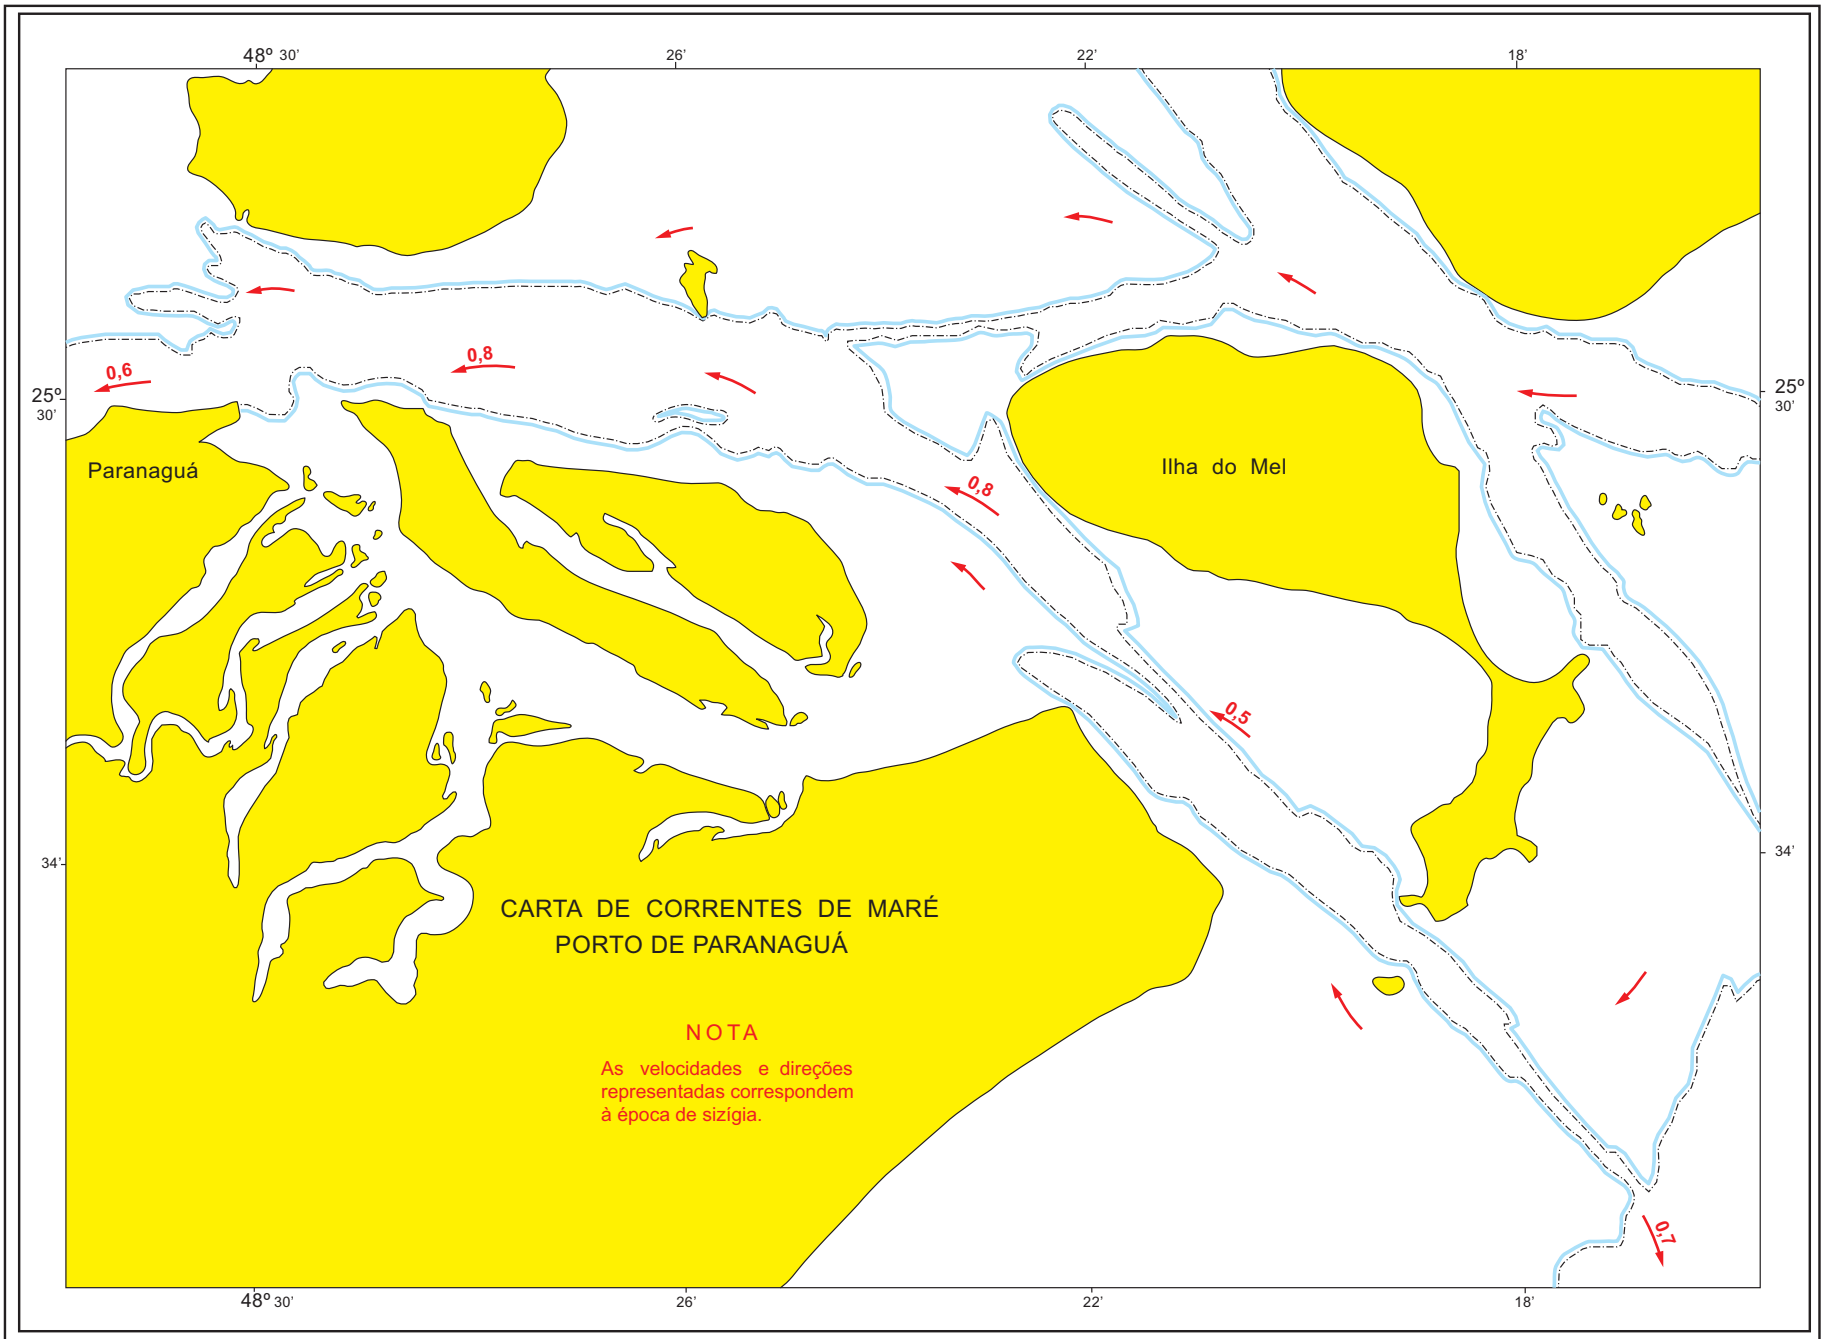 48º 30’ 26’ 22’ 18’
0,6
0,8
25º
30’
25º
30’
Paranaguá
Ilha do Mel
0,8
0,5
34’
34’
CARTA DE CORRENTES DE MARÉ
PORTO DE PARANAGUÁ
NOTA
As velocidades e direções
representadas correspondem
à época de sizígia.
0,7
48º 30’ 26’ 22’ 18’